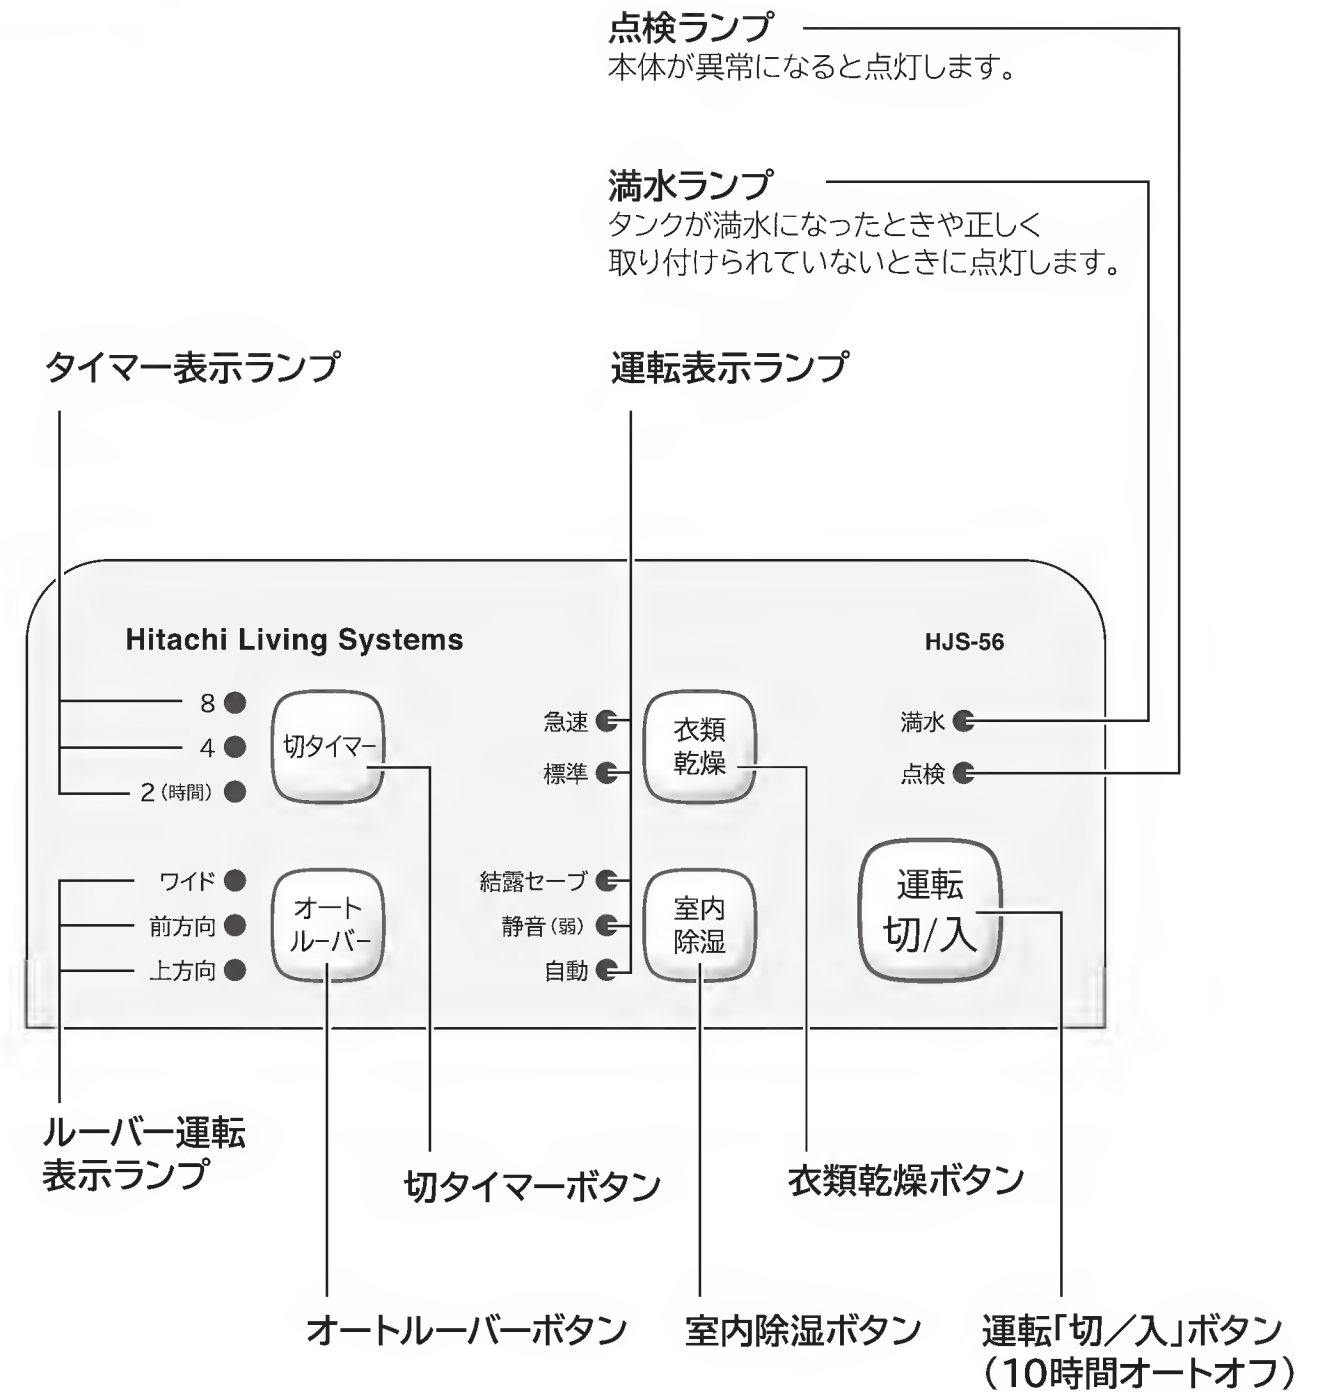 点検ランプ
本体が異常になると点灯します。
満水ランプ
タンクが満水になったときや正しく
取り付けられていないときに点灯します。
タイマー表示ランプ
運転表示ランプ
Hitachi Living Systems
HJS-56
8
4
2(時間)
切タイマー
急速
標準
衣類
乾燥
満水
点検
ワイド
前方向
上方向
オート
ルーバー
結露セーブ
静音(弱)
自動
室内
除湿
運転
切/入
ルーバー運転
表示ランプ
切タイマーボタン
衣類乾燥ボタン
オートルーバーボタン
室内除湿ボタン
運転「切／入」ボタン
(10時間オートオフ)